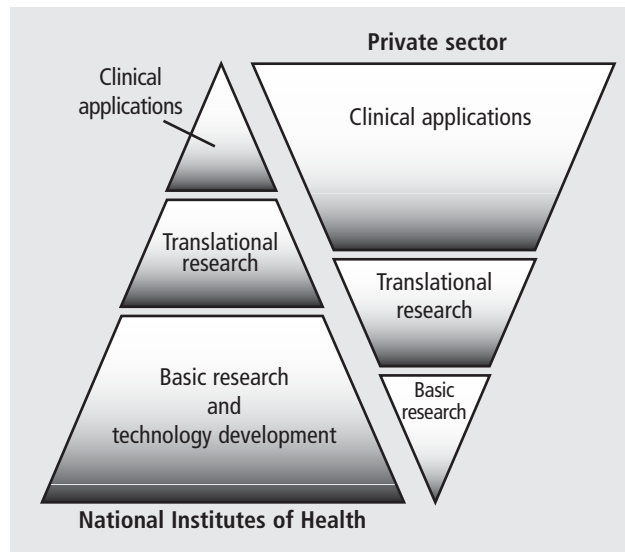 Private sector
Clinical
applications
Clinical applications
Translational
research
Translational
research
Basic research
and
technology development
Basic
research
National Institutes of Health